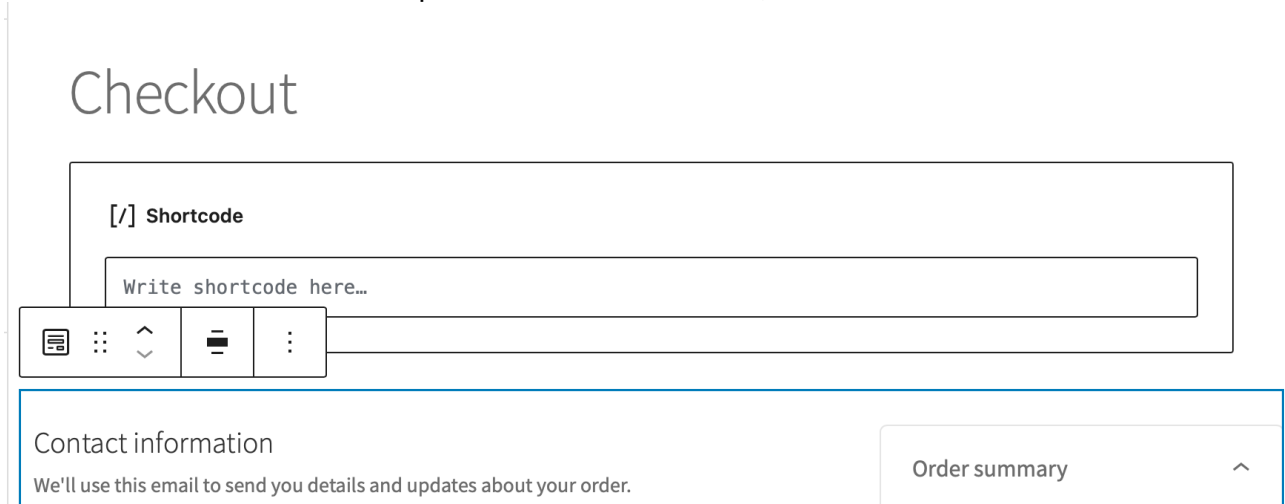 Checkout
[/] Shortcode
Write shortcode here…
Contact information
Order summary
We'll use this email to send you details and updates about your order.